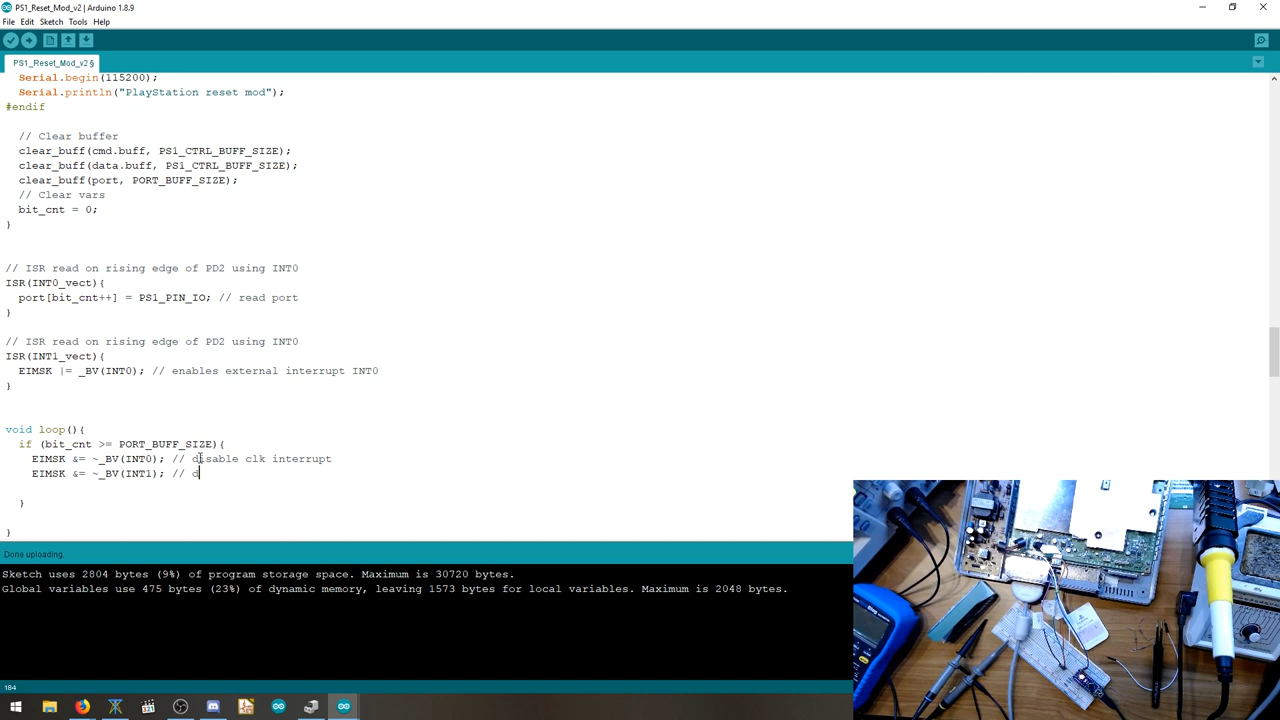 PS1_Reset_Mod_v2 | Arduino 1.8.9
File Edit Sketch Tools Help
PS1_Reset_Mod_v2 §
Serial.begin(115200);
Serial.println("PlayStation reset mod");
#endif
// Clear buffer
clear_buff(cmd.buff, PS1_CTRL_BUFF_SIZE);
clear_buff(data.buff, PS1_CTRL_BUFF_SIZE);
clear_buff(port, PORT_BUFF_SIZE);
// Clear vars
bit_cnt = 0;
}
// ISR read on rising edge of PD2 using INT0
ISR(INT0_vect){
port[bit_cnt++] = PS1_PIN_IO; // read port
}
// ISR read on rising edge of PD2 using INT0
ISR(INT1_vect){
EIMSK |= _BV(INT0); // enables external interrupt INT0
}
void loop(){
if (bit_cnt >= PORT_BUFF_SIZE){
EIMSK &= ~_BV(INT0); // disable clk interrupt
EIMSK &= ~_BV(INT1); // d
}
}
Done uploading.
Sketch uses 2804 bytes (9%) of program storage space. Maximum is 30720 bytes.
Global variables use 475 bytes (23%) of dynamic memory, leaving 1573 bytes for local variables. Maximum is 2048 bytes.
184